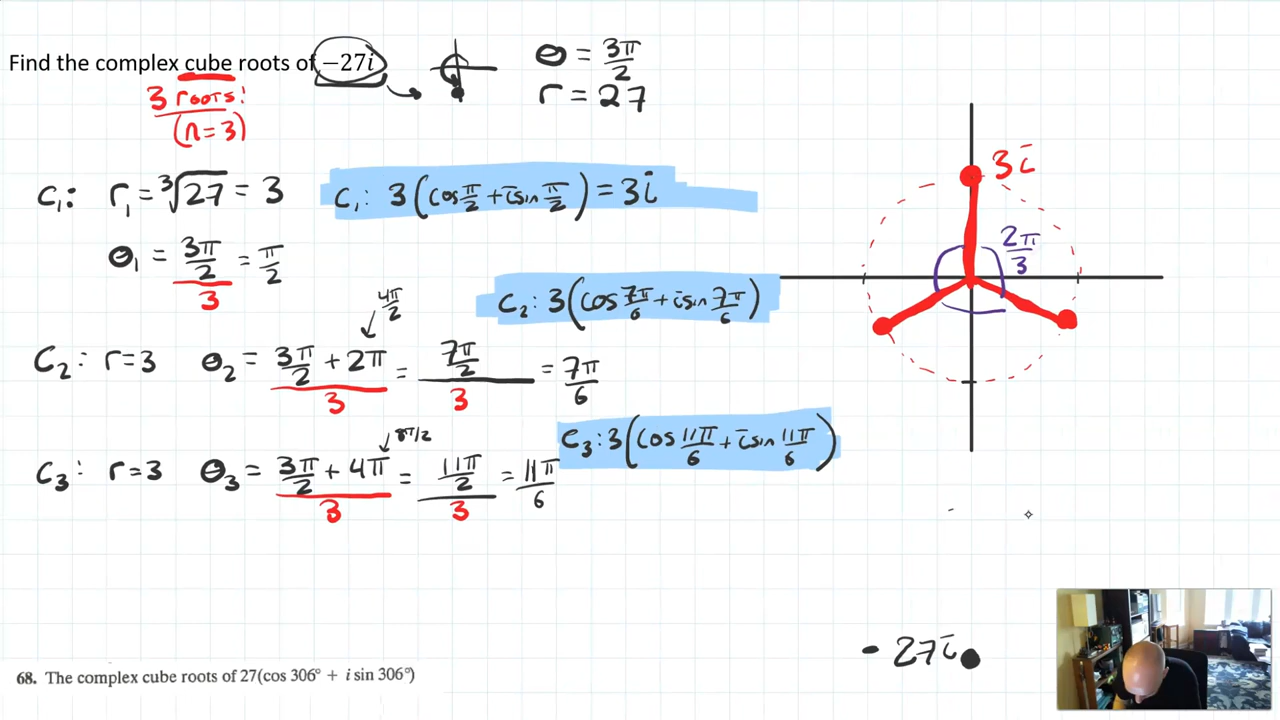 Find the complex cube roots of −27i
θ = 3π/2
r = 27
3 roots!
(n=3)
3i
C₁: r₁ = ∛27 = 3
C₁: 3(cos π/2 + i sin π/2) = 3i
θ₁ = (3π/2)/3 = π/2
2π/3
4π/2
C₂: 3(cos 7π/6 + i sin 7π/6)
C₂: r=3 θ₂ = (3π/2 + 2π)/3 = (7π/2)/3 = 7π/6
8π/2
C₃: 3(cos 11π/6 + i sin 11π/6)
C₃: r=3 θ₃ = (3π/2 + 4π)/3 = (11π/2)/3 = 11π/6
-27i
68. The complex cube roots of 27(cos 306° + i sin 306°)